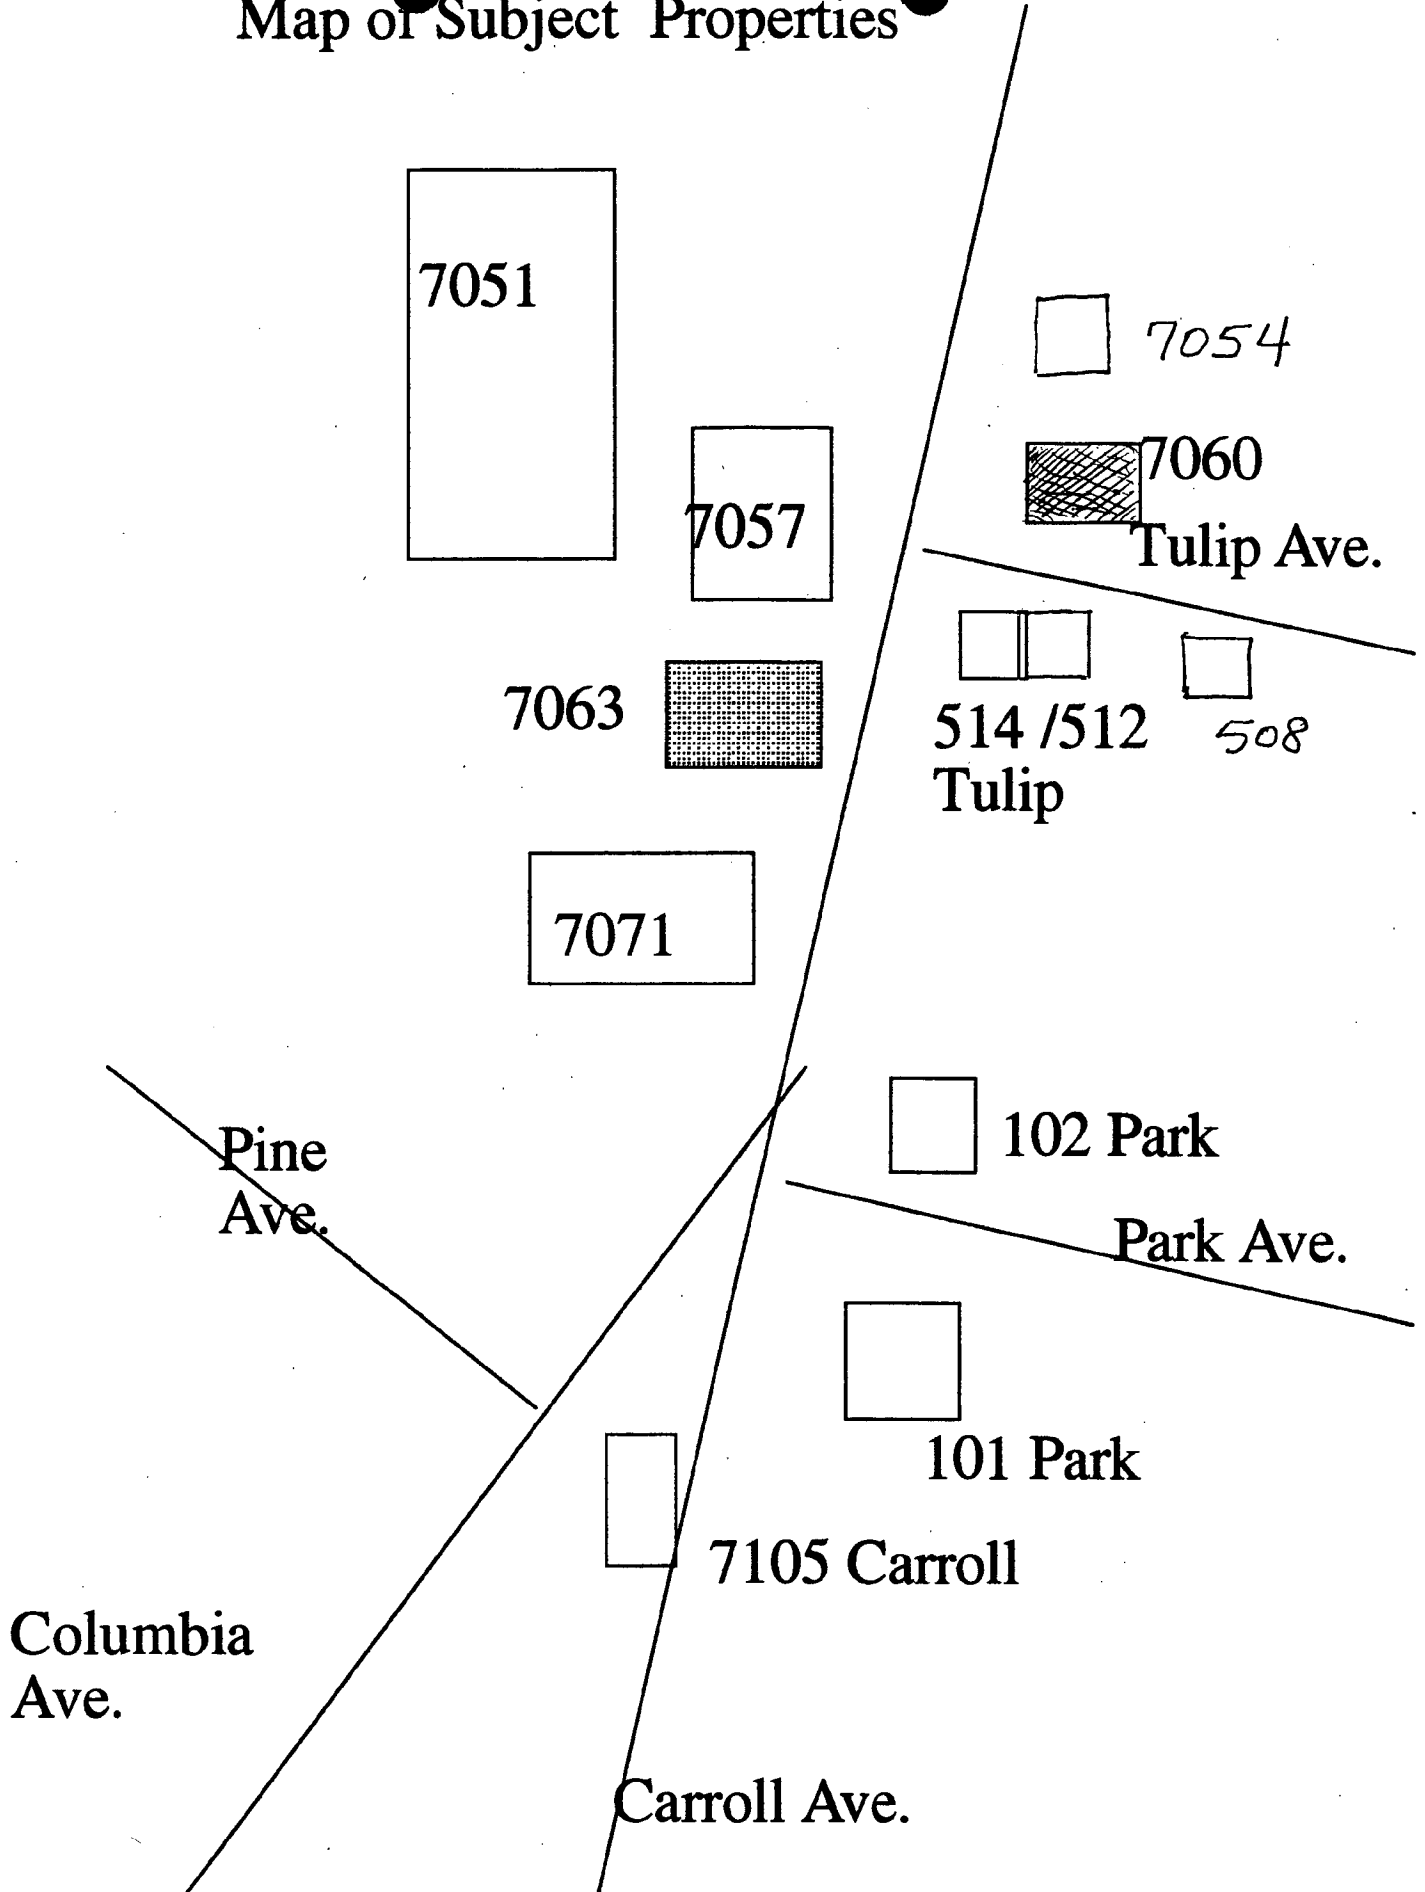 Map of Subject Properties
7051
7054
7060
7057
Tulip Ave.
7063
514 /512
Tulip
508
7071
102 Park
Pine
Ave.
Park Ave.
101 Park
7105 Carroll
Columbia
Ave.
Carroll Ave.